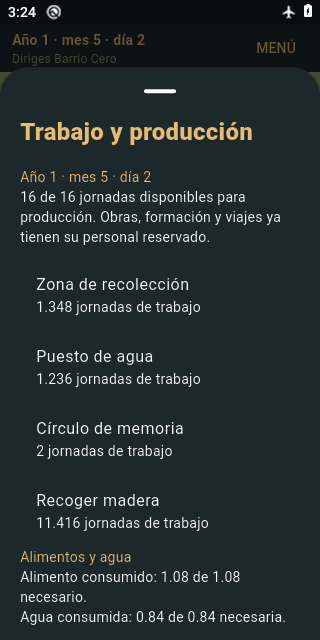 3:24
Año 1 · mes 5 · día 2
Diriges Barrio Cero
MENÚ
Trabajo y producción
Año 1 · mes 5 · día 2
16 de 16 jornadas disponibles para
producción. Obras, formación y viajes ya
tienen su personal reservado.
Zona de recolección
1.348 jornadas de trabajo
Puesto de agua
1.236 jornadas de trabajo
Círculo de memoria
2 jornadas de trabajo
Recoger madera
11.416 jornadas de trabajo
Alimentos y agua
Alimento consumido: 1.08 de 1.08
necesario.
Agua consumida: 0.84 de 0.84 necesaria.